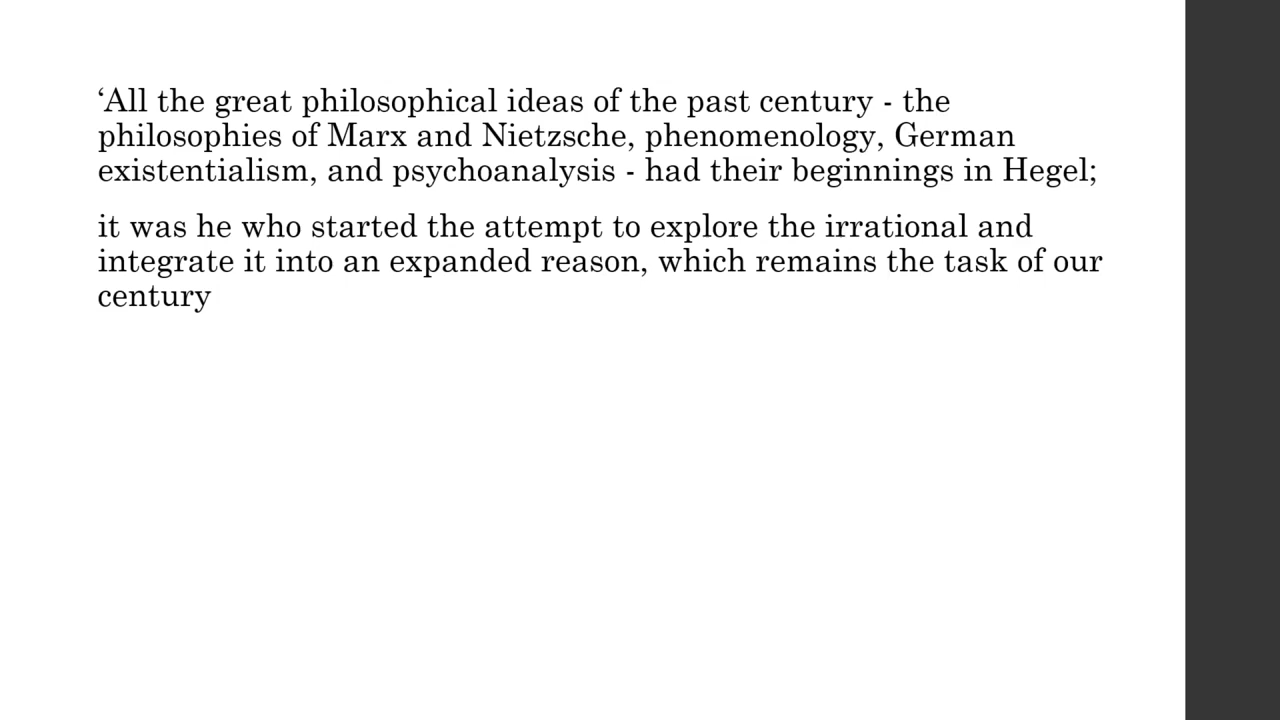 ‘All the great philosophical ideas of the past century - the
philosophies of Marx and Nietzsche, phenomenology, German
existentialism, and psychoanalysis - had their beginnings in Hegel;
it was he who started the attempt to explore the irrational and
integrate it into an expanded reason, which remains the task of our
century